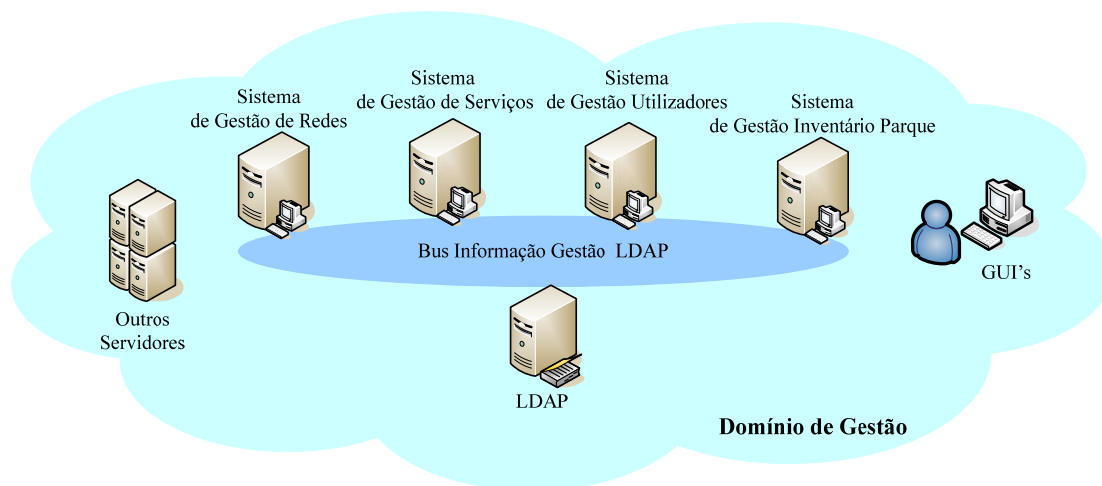 Sistema
de Gestão de Redes
Sistema
de Gestão de Serviços
Sistema
de Gestão Utilizadores
Sistema
de Gestão Inventário Parque
Bus Informação Gestão LDAP
GUI's
Outros
Servidores
LDAP
Domínio de Gestão